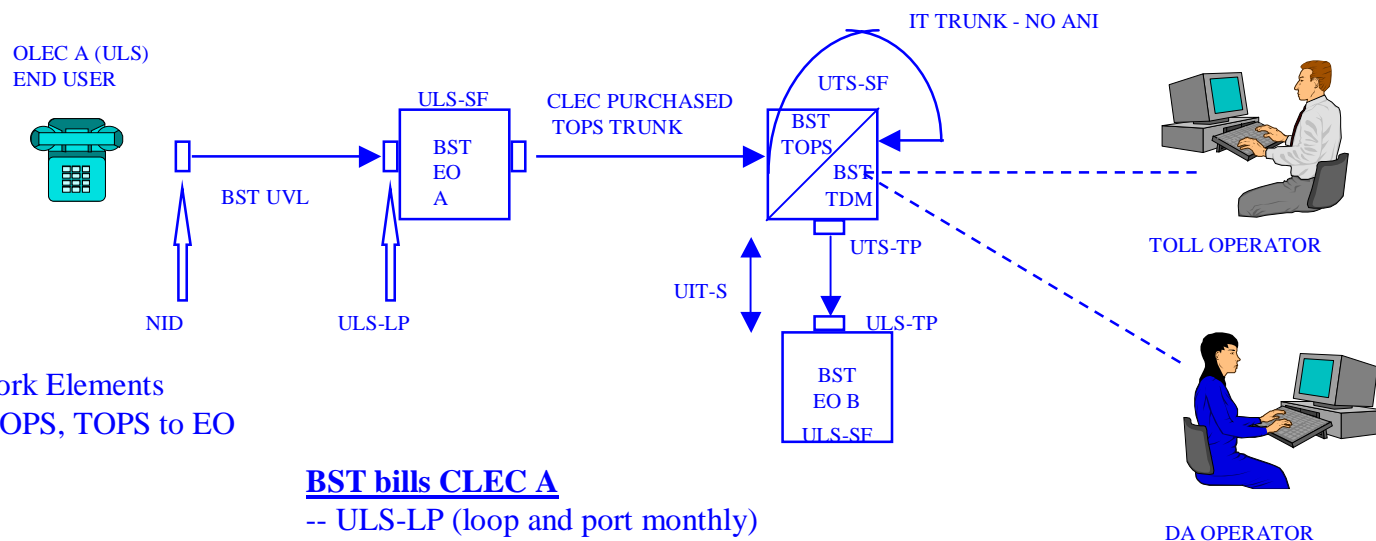 IT TRUNK - NO ANI
OLEC A (ULS)
END USER
ULS-SF
CLEC PURCHASED
TOPS TRUNK
UTS-SF
BST
EO
A
BST
TOPS
BST
TDM
BST UVL
UTS-TP
TOLL OPERATOR
UIT-S
NID
ULS-LP
ULS-TP
BST
EO B
ULS-SF
ork Elements
OPS, TOPS to EO
BST bills CLEC A
-- ULS-LP (loop and port monthly)
DA OPERATOR